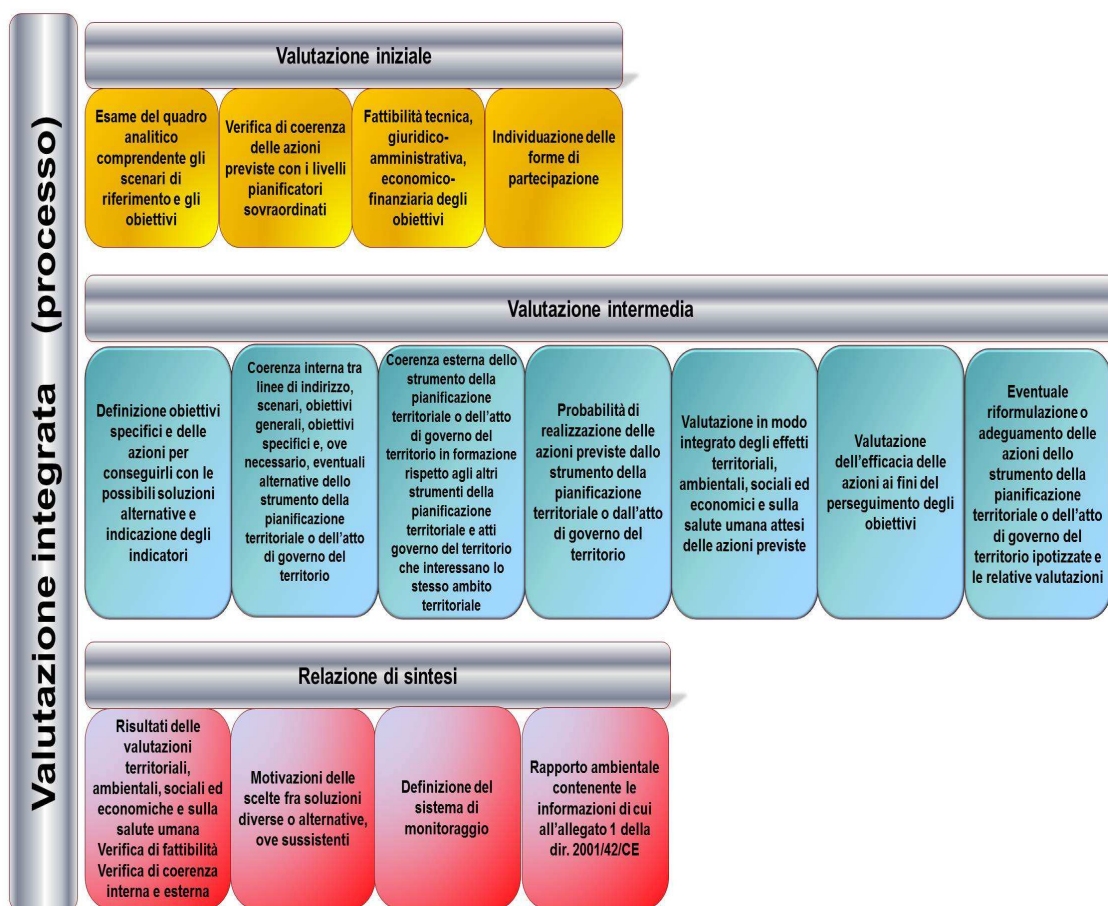 Valutazione integrata (processo)
Valutazione iniziale
Esame del quadro
analitico
comprendente gli
scenari di
riferimento e gli
obiettivi
Verifica di coerenza
delle azioni
previste con i livelli
pianificatori
sovraordinati
Fattibilità tecnica,
giuridico-
amministrativa,
economico-
finanziaria degli
obiettivi
Individuazione delle
forme di
partecipazione
Valutazione intermedia
Definizione obiettivi
specifici e delle
azioni per
conseguirli con le
possibili soluzioni
alternative e
indicazione degli
indicatori
Coerenza interna tra
linee di indirizzo,
scenari, obiettivi
generali, obiettivi
specifici e, ove
necessario, eventuali
alternative dello
strumento della
pianificazione
territoriale o dell'atto
di governo del
territorio
Coerenza esterna dello
strumento della
pianificazione
territoriale o dell'atto
di governo del
territorio in formazione
rispetto agli altri
strumenti della
pianificazione
territoriale e atti
governo del territorio
che interessano lo
stesso ambito
territoriale
Probabilità di
realizzazione delle
azioni previste dallo
strumento della
pianificazione
territoriale o dall'atto
di governo del
territorio
Valutazione in modo
integrato degli effetti
territoriali,
ambientali, sociali ed
economici e sulla
salute umana attesi
delle azioni previste
Valutazione
dell'efficacia delle
azioni ai fini del
perseguimento degli
obiettivi
Eventuale
riformulazione o
adeguamento delle
azioni dello
strumento della
pianificazione
territoriale o dell'atto
di governo del
territorio ipotizzate e
le relative valutazioni
Relazione di sintesi
Risultati delle
valutazioni
territoriali,
ambientali, sociali ed
economiche e sulla
salute umana
Verifica di fattibilità
Verifica di coerenza
interna e esterna
Motivazioni delle
scelte fra soluzioni
diverse o alternative,
ove sussistenti
Definizione del
sistema di
monitoraggio
Rapporto ambientale
contenente le
informazioni di cui
all'allegato 1 della
dir. 2001/42/CE